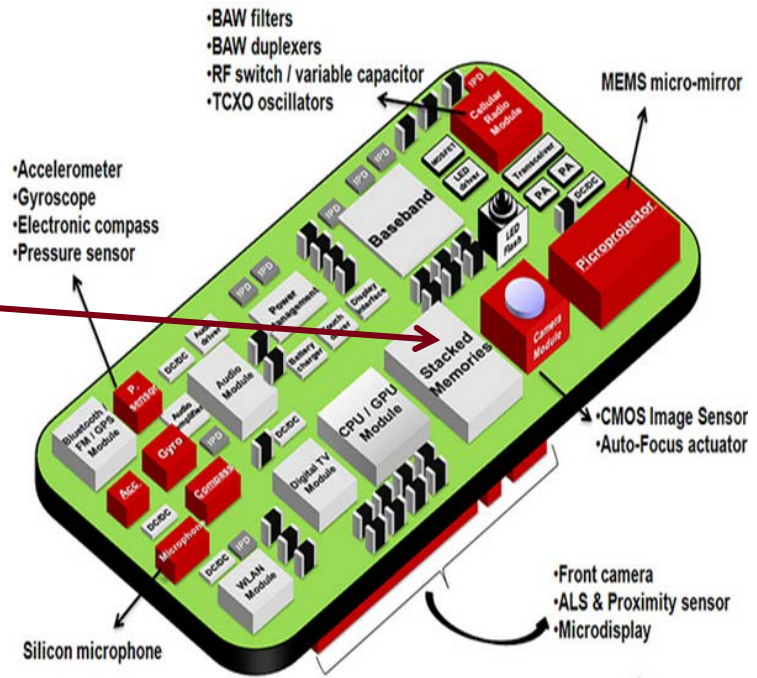 •BAW filters
•BAW duplexers
•RF switch / variable capacitor
•TCXO oscillators
MEMS micro-mirror
•Accelerometer
•Gyroscope
•Electronic compass
•Pressure sensor
IPD
Cellular
Radio
Module
MOSFET
LED
driver
Transceiver
PA
PA
DC/DC
IPD
IPD
IPD
Baseband
LED
Flash
Picroprojector
IPD
IPD
Power
Management
Display
Interface
Touch
driver
Battery
charger
Audio
driver
DC/DC
Audio
Module
Stacked
Memories
Camera
Module
P.
sensor
Bluetooth
FM / GPS
Module
Audio
Amplifier
IPD
DC/DC
CPU / GPU
Module
Gyro
Digital TV
Module
Acc.
Compass
DC/DC
Microphone
IPD
DC/DC
WLAN
Module
•CMOS Image Sensor
•Auto-Focus actuator
•Front camera
•ALS & Proximity sensor
•Microdisplay
Silicon microphone